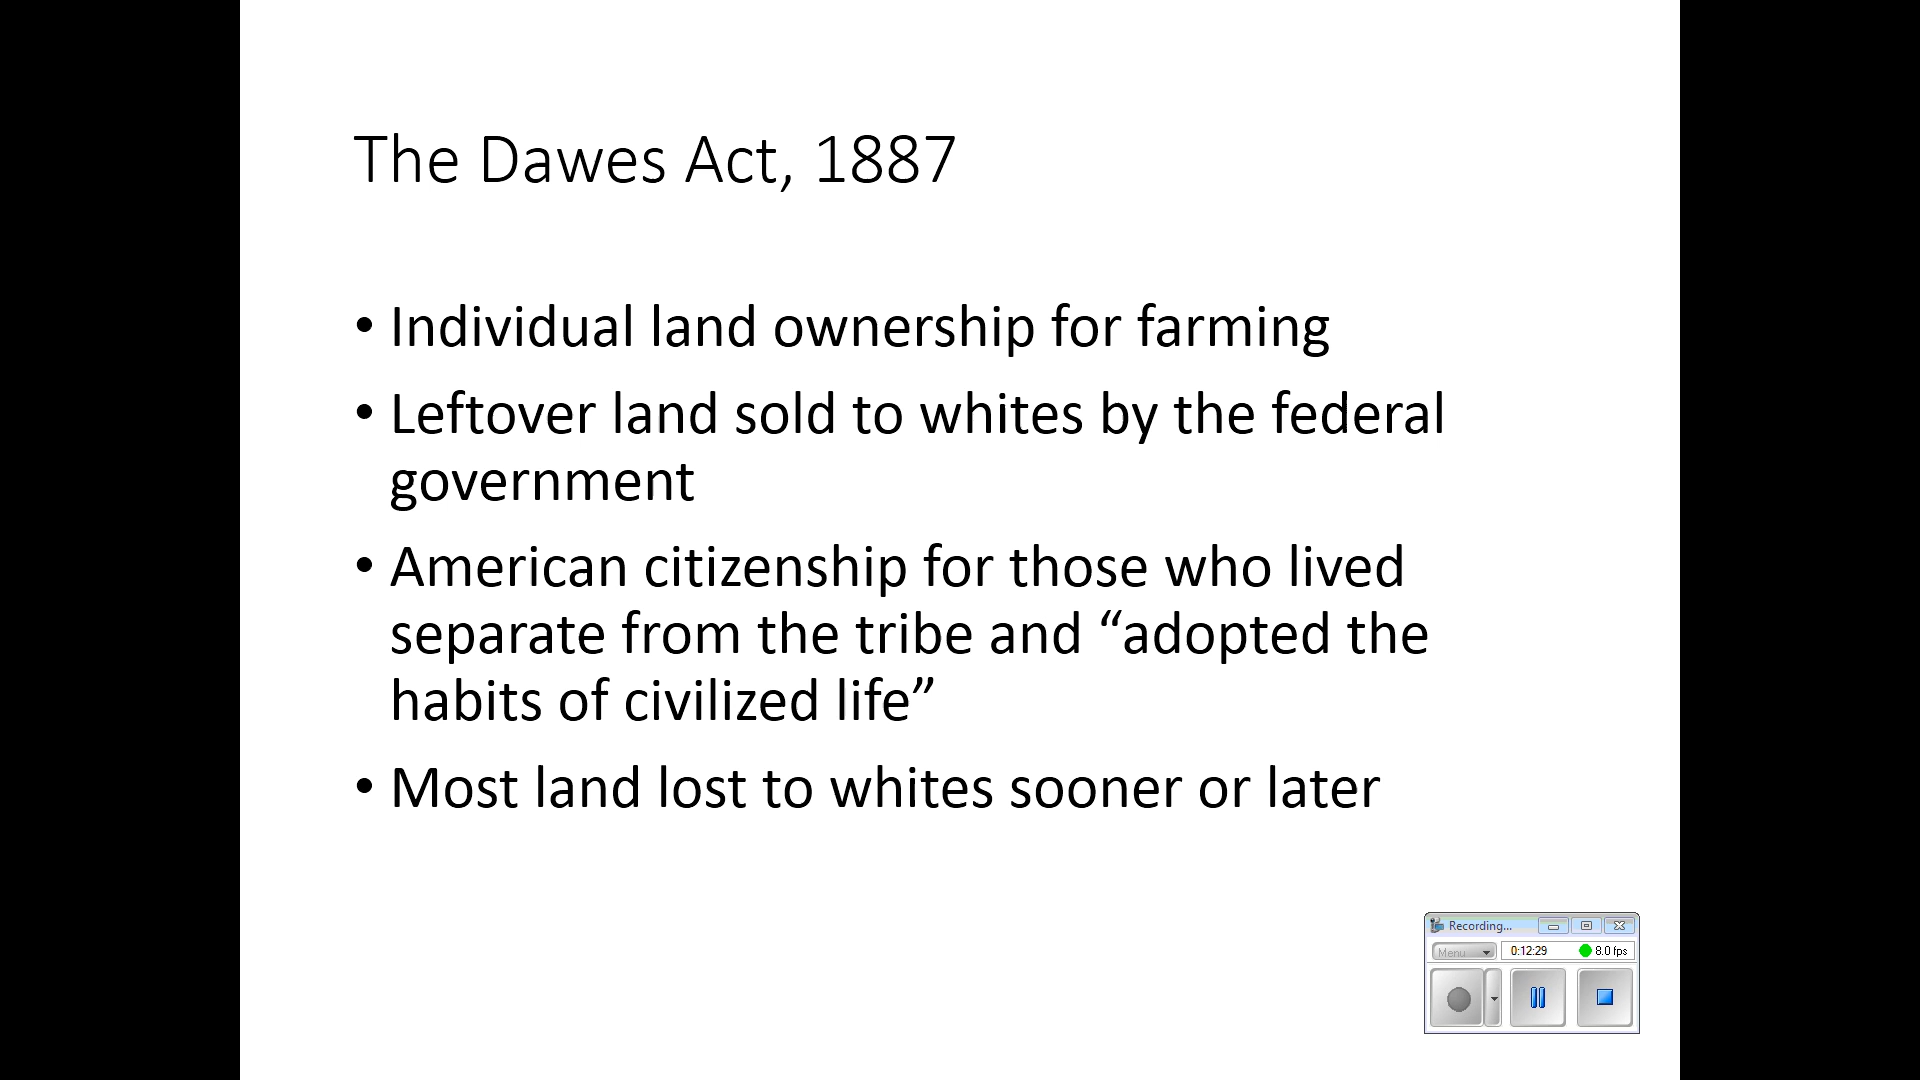 The Dawes Act, 1887
• Individual land ownership for farming
• Leftover land sold to whites by the federal
government
• American citizenship for those who lived
separate from the tribe and “adopted the
habits of civilized life”
• Most land lost to whites sooner or later
Recording...
Menu 0:12:29 8.0 fps